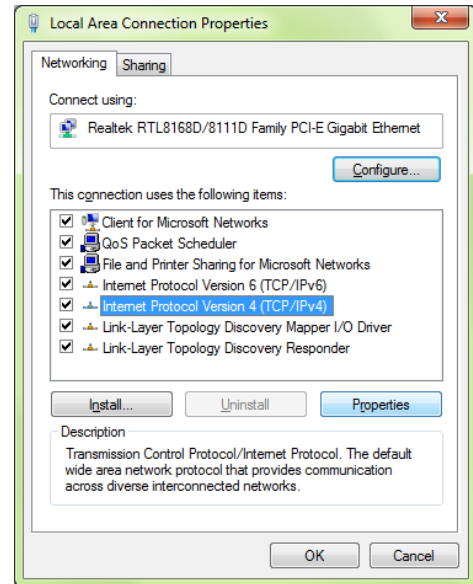 Local Area Connection Properties
Networking
Sharing
Connect using:
Realtek RTL8168D/8111D Family PCI-E Gigabit Ethernet
Configure...
This connection uses the following items:
Client for Microsoft Networks
QoS Packet Scheduler
File and Printer Sharing for Microsoft Networks
Internet Protocol Version 6 (TCP/IPv6)
Internet Protocol Version 4 (TCP/IPv4)
Link-Layer Topology Discovery Mapper I/O Driver
Link-Layer Topology Discovery Responder
Install...
Uninstall
Properties
Description
Transmission Control Protocol/Internet Protocol. The default
wide area network protocol that provides communication
across diverse interconnected networks.
OK
Cancel